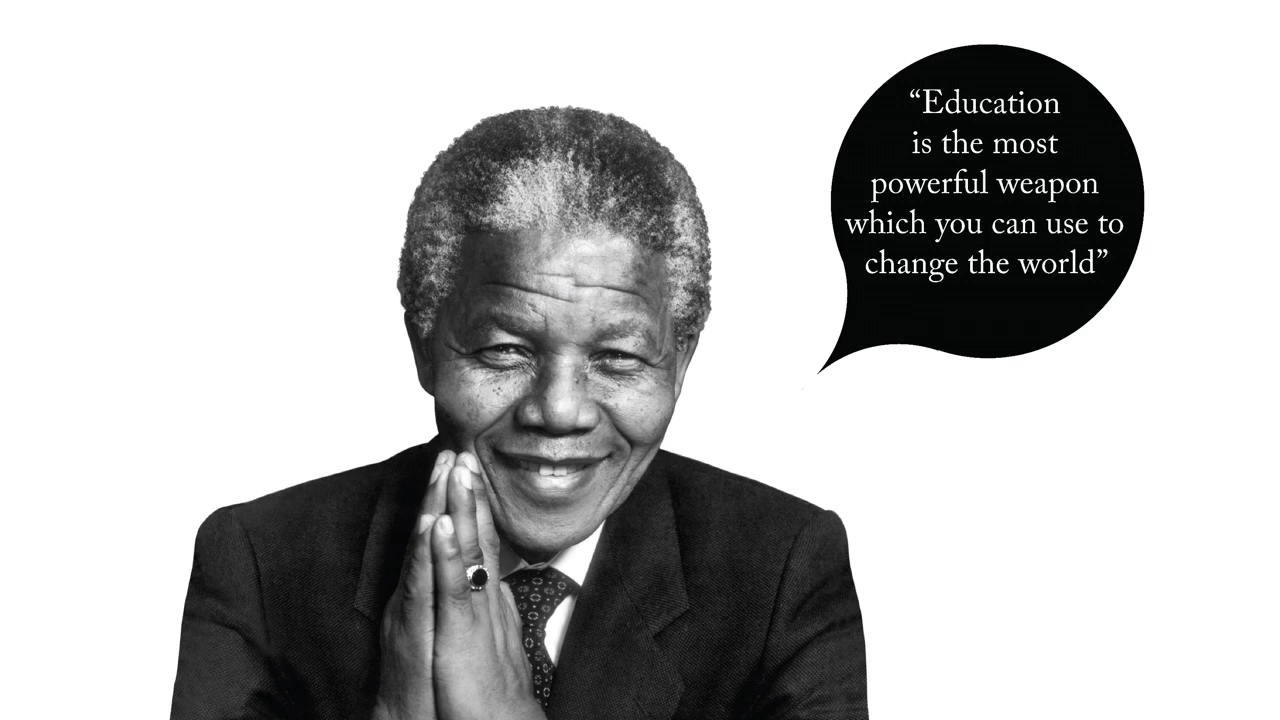 “Education
is the most
powerful weapon
which you can use to
change the world”